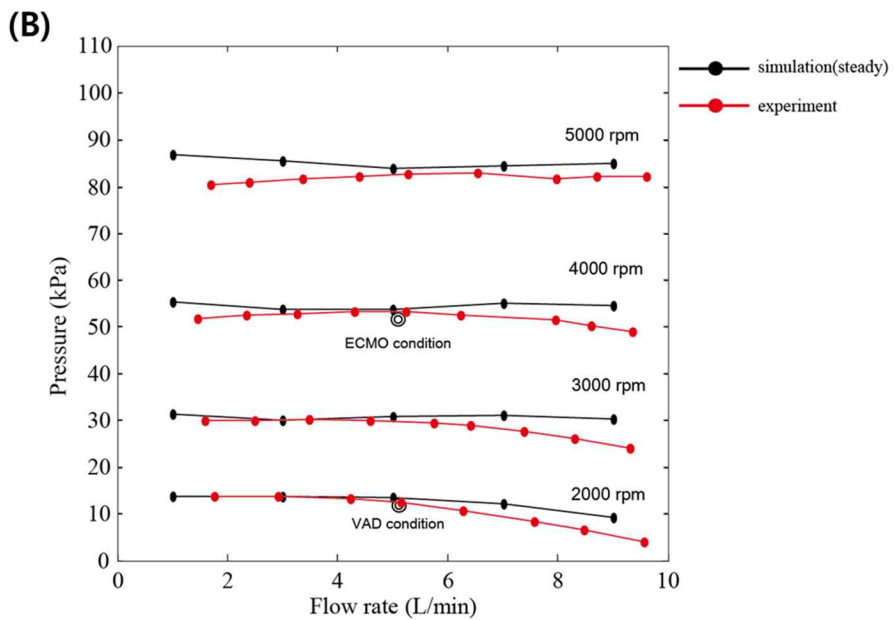 (B)
110
100
90
80
70
60
50
40
30
20
10
0
Pressure (kPa)
simulation(steady)
experiment
5000 rpm
4000 rpm
ECMO condition
3000 rpm
2000 rpm
VAD condition
0 2 4 6 8 10
Flow rate (L/min)